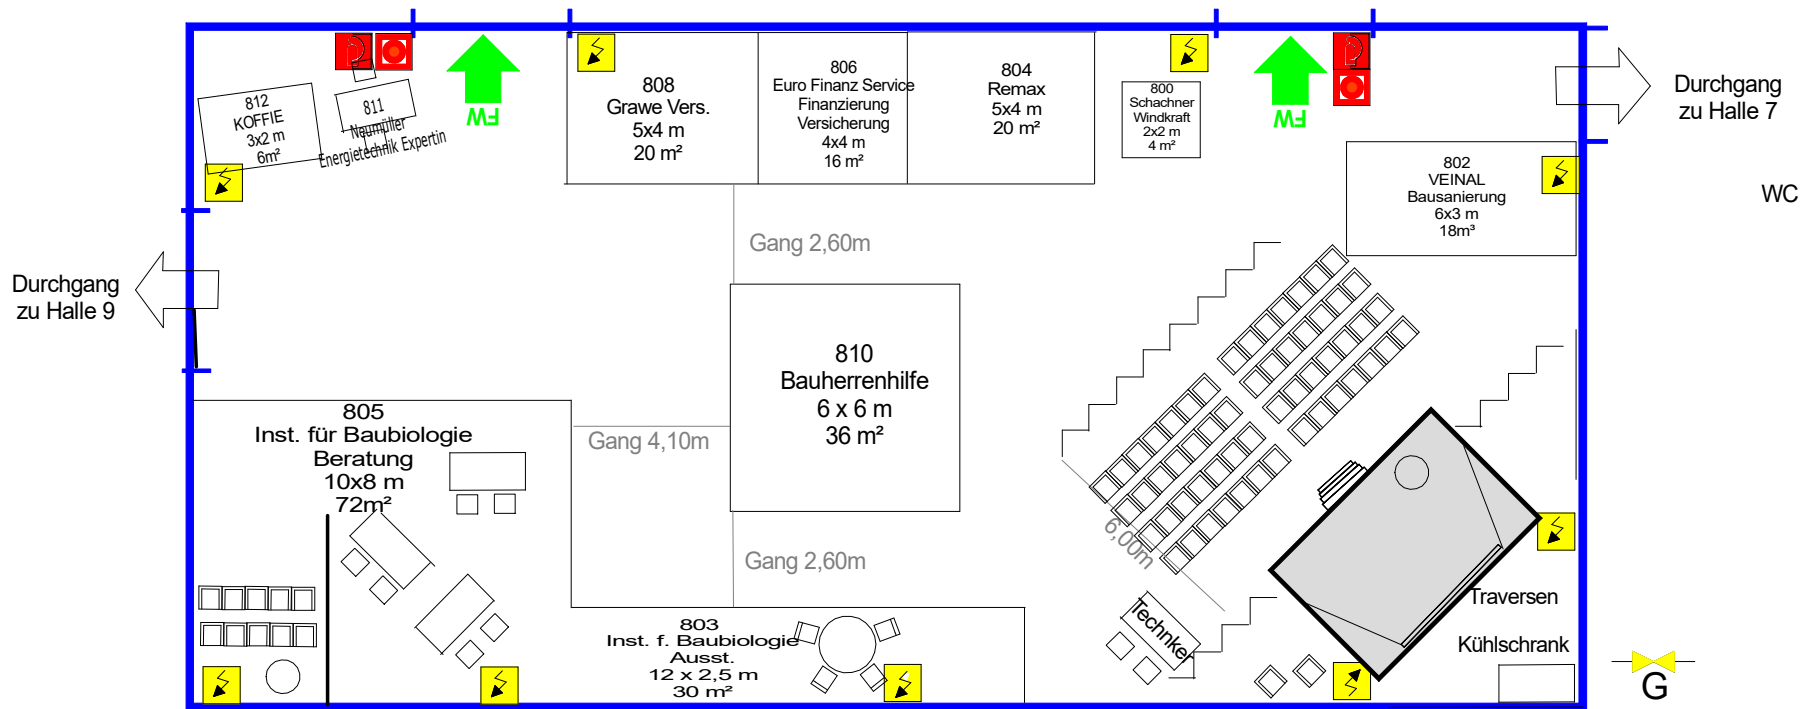 812
KOFFIE
3x2 m
6m²
811
Neumüller
Energietechnik Expertin
FW
808
Grawe Vers.
5x4 m
20 m²
806
Euro Finanz Service
Finanzierung
Versicherung
4x4 m
16 m²
804
Remax
5x4 m
20 m²
800
Schachner
Windkraft
2x2 m
4 m²
FW
Durchgang
zu Halle 7
802
VEINAL
Bausanierung
6x3 m
18m³
WC
Gang 2,60m
Durchgang
zu Halle 9
810
Bauherrenhilfe
6 x 6 m
36 m²
805
Inst. für Baubiologie
Beratung
10x8 m
72m²
Gang 4,10m
6,00m
Gang 2,60m
803
Inst. f. Baubiologie
Ausst.
12 x 2,5 m
30 m²
Technker
Traversen
Kühlschrank
G